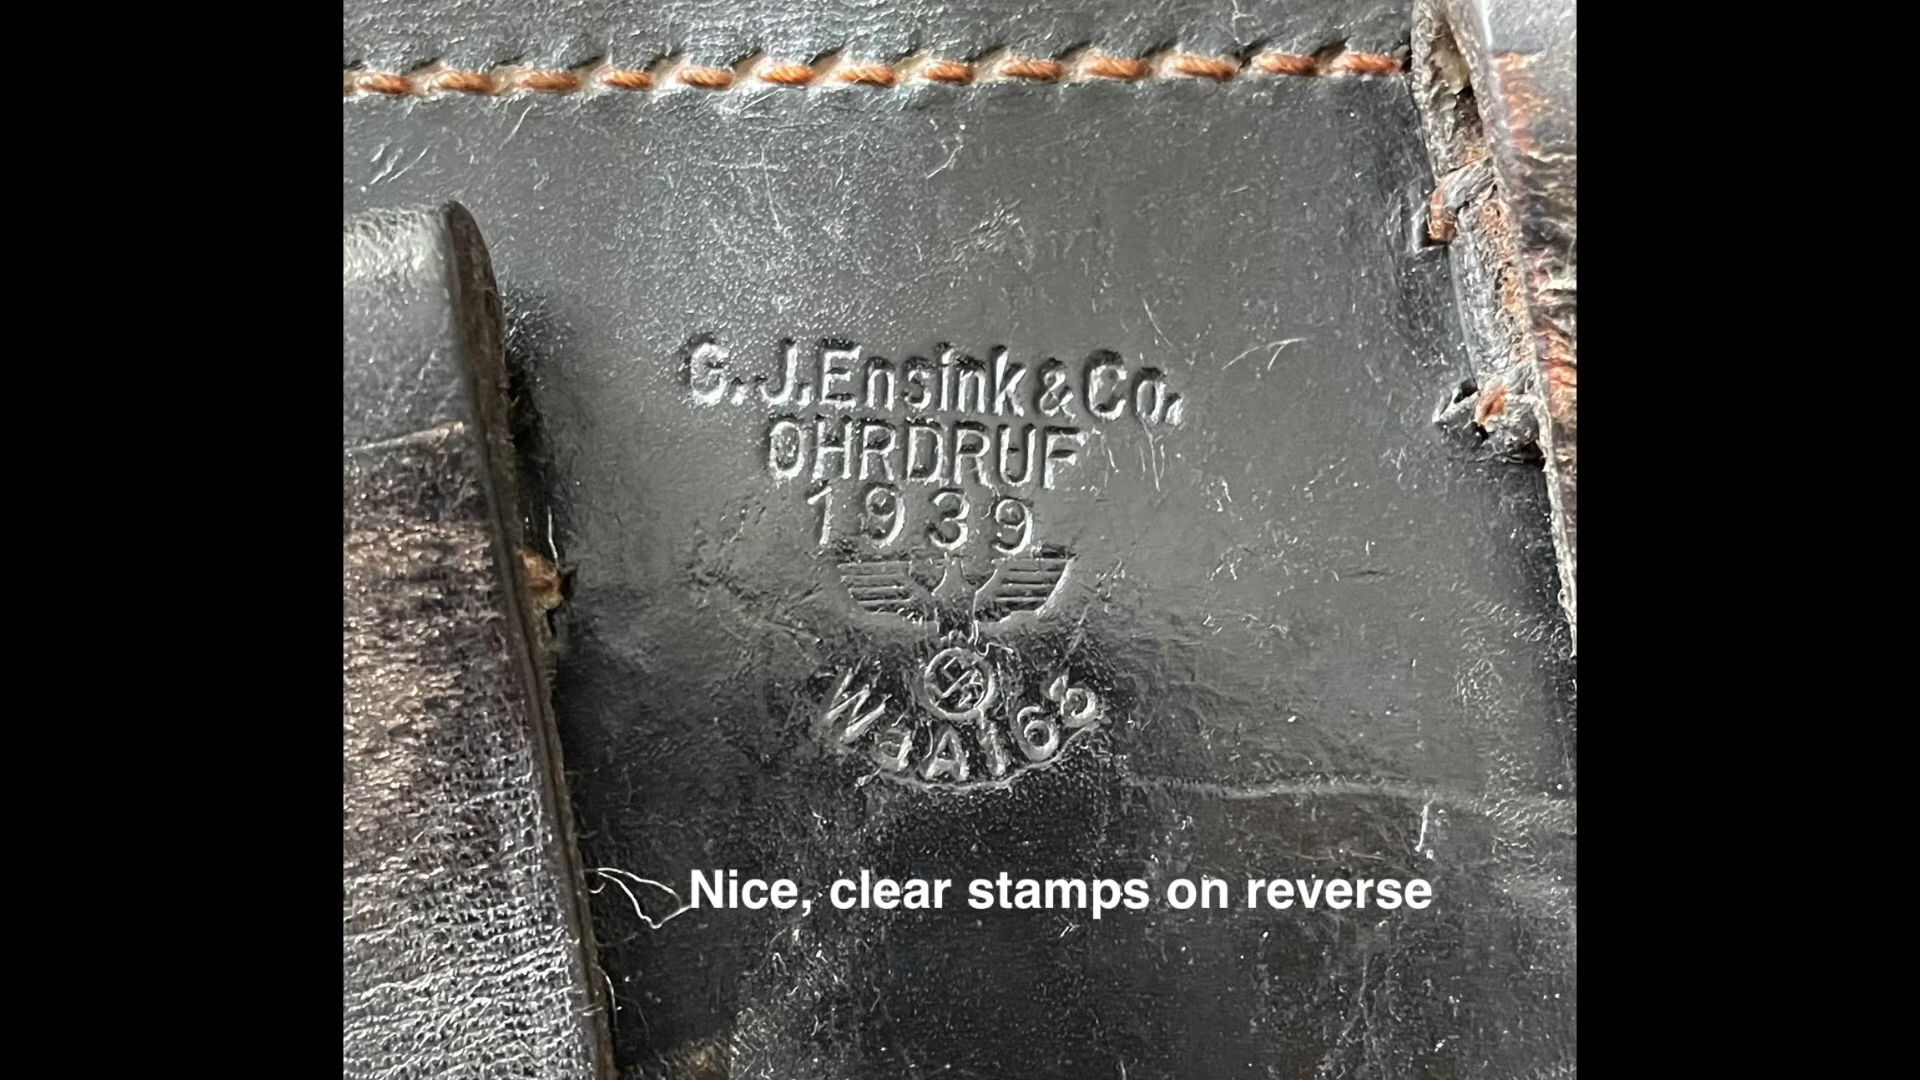 G.J.Ensink&Co.
OHRDRUF
1939
WaA165
Nice, clear stamps on reverse